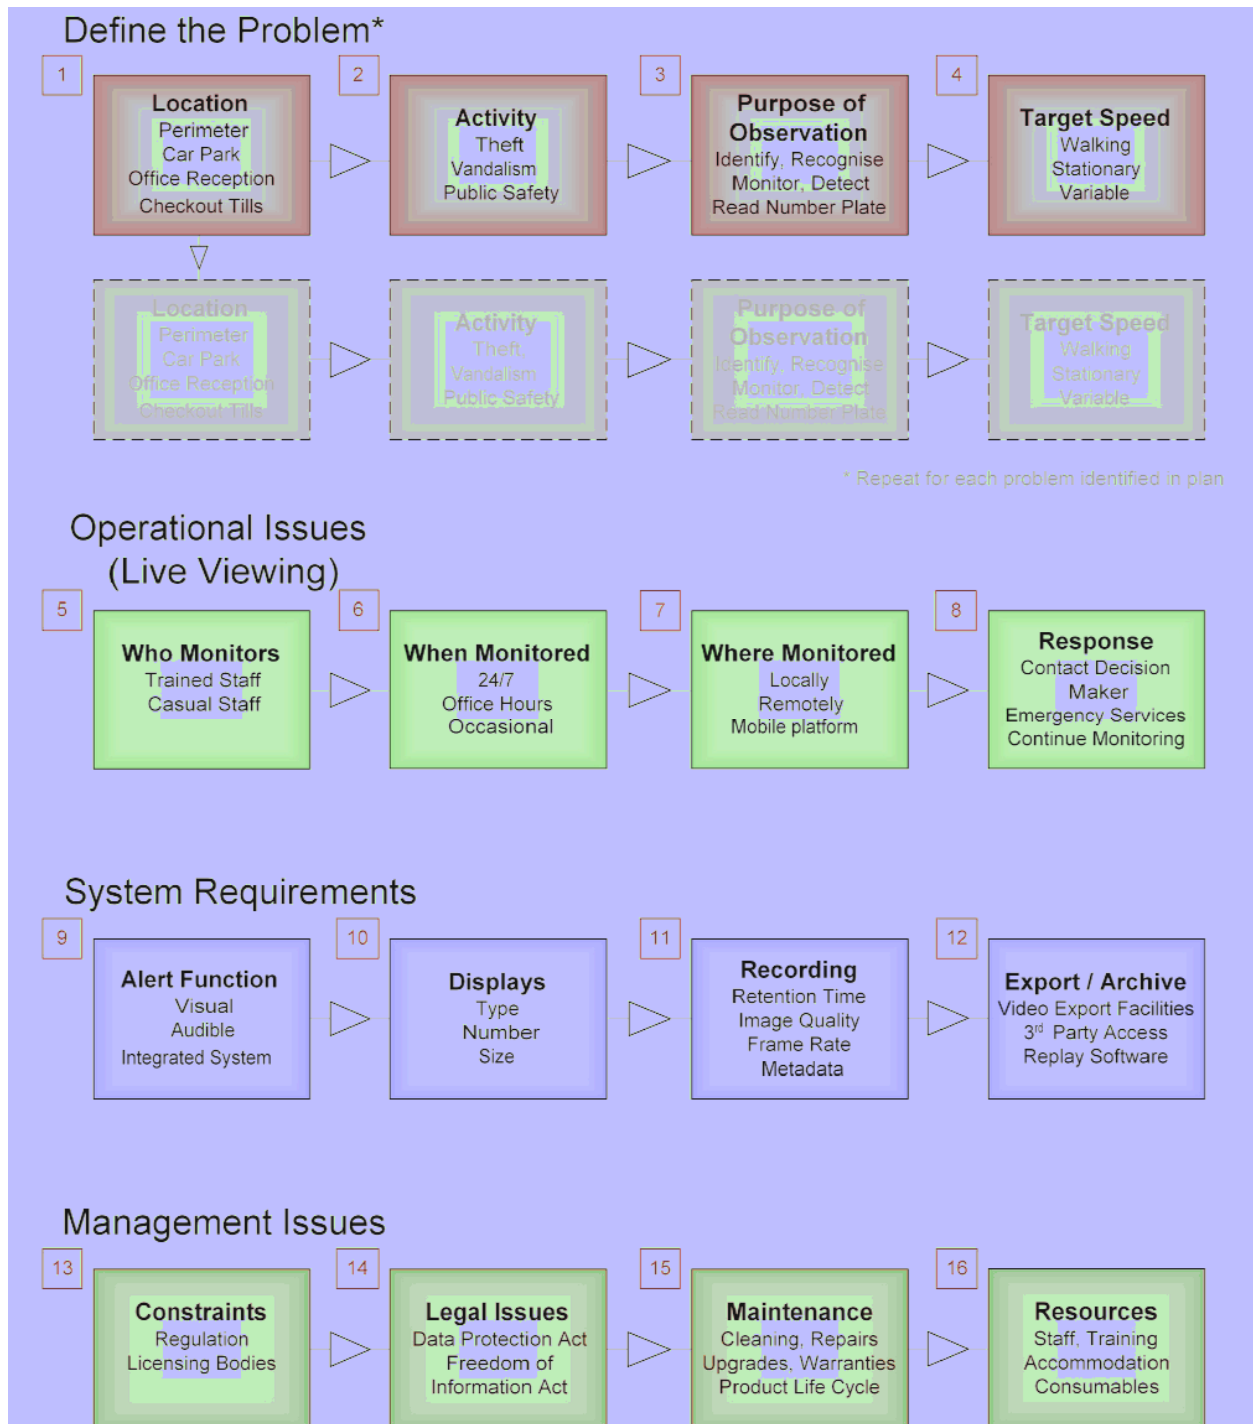 Define the Problem*
1
2
3
4
Location
Perimeter
Car Park
Office Reception
Checkout Tills
Activity
Theft
Vandalism
Public Safety
Purpose of
Observation
Identify, Recognise
Monitor, Detect
Read Number Plate
Target Speed
Walking
Stationary
Variable
Location
Perimeter
Car Park
Office Reception
Checkout Tills
Activity
Theft,
Vandalism
Public Safety
Purpose of
Observation
Identify, Recognise
Monitor, Detect
Read Number Plate
Target Speed
Walking
Stationary
Variable
* Repeat for each problem identified in plan
Operational Issues
(Live Viewing)
5
6
7
8
Who Monitors
Trained Staff
Casual Staff
When Monitored
24/7
Office Hours
Occasional
Where Monitored
Locally
Remotely
Mobile platform
Response
Contact Decision
Maker
Emergency Services
Continue Monitoring
System Requirements
9
10
11
12
Alert Function
Visual
Audible
Integrated System
Displays
Type
Number
Size
Recording
Retention Time
Image Quality
Frame Rate
Metadata
Export / Archive
Video Export Facilities
3rd Party Access
Replay Software
Management Issues
13
14
15
16
Constraints
Regulation
Licensing Bodies
Legal Issues
Data Protection Act
Freedom of
Information Act
Maintenance
Cleaning, Repairs
Upgrades, Warranties
Product Life Cycle
Resources
Staff, Training
Accommodation
Consumables